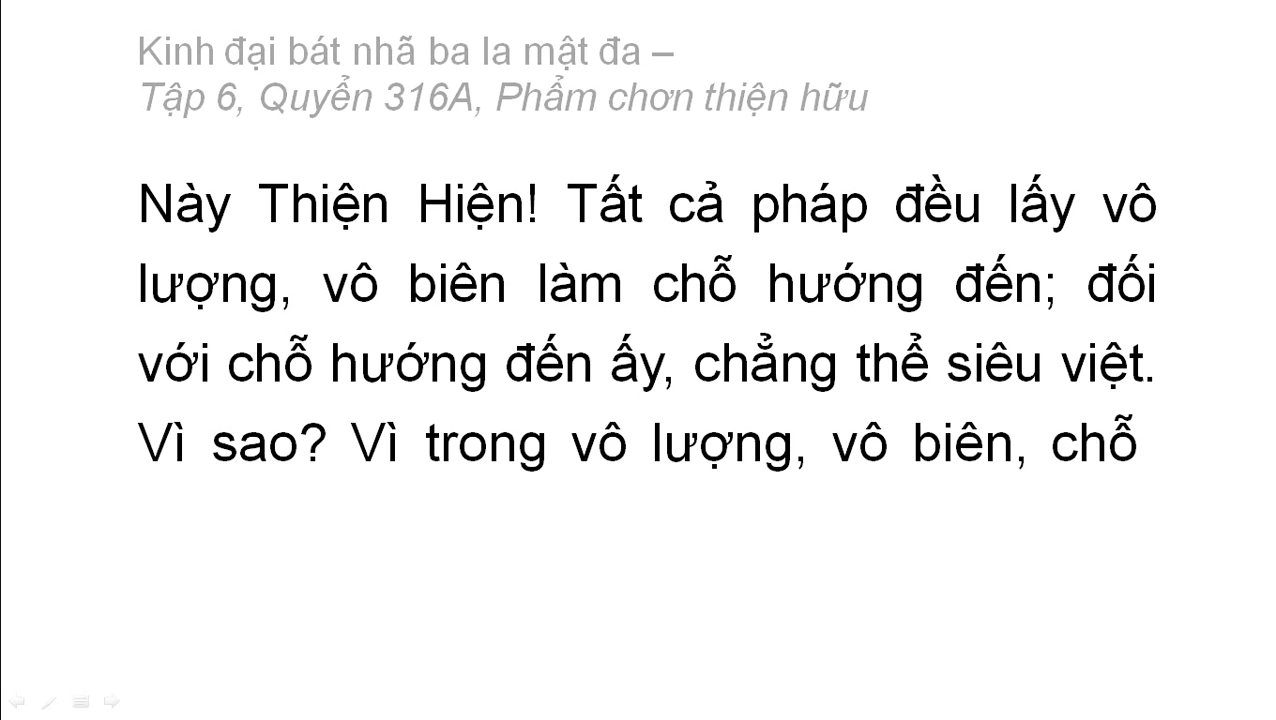 Kinh đại bát nhã ba la mật đa –
Tập 6, Quyển 316A, Phẩm chơn thiện hữu
Này Thiện Hiện! Tất cả pháp đều lấy vô
lượng, vô biên làm chỗ hướng đến; đối
với chỗ hướng đến ấy, chẳng thể siêu việt.
Vì sao? Vì trong vô lượng, vô biên, chỗ